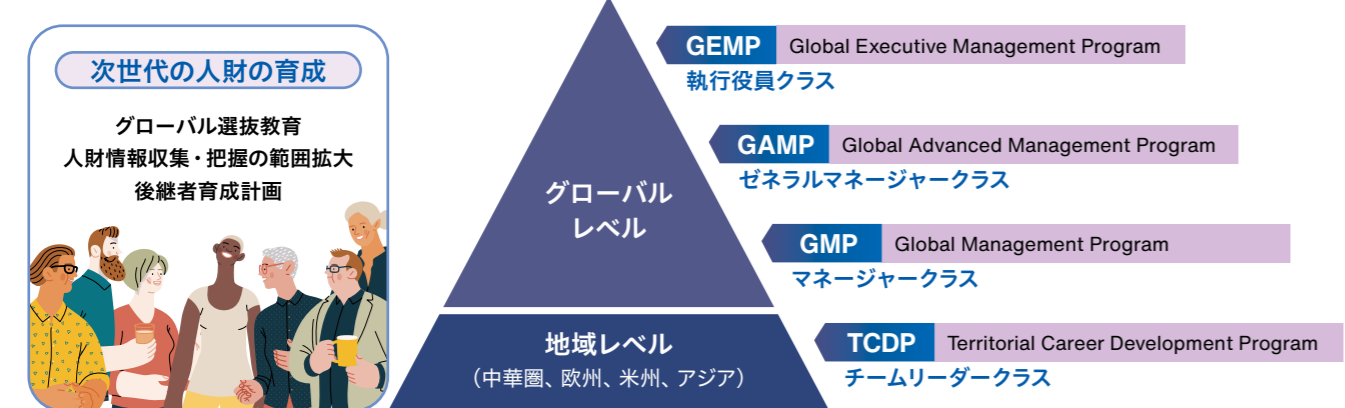 次世代の人財の育成
グローバル選抜教育
人財情報収集・把握の範囲拡大
後継者育成計画
グローバル
レベル
地域レベル
（中華圏、欧州、米州、アジア）
GEMP Global Executive Management Program
執行役員クラス
GAMP Global Advanced Management Program
ゼネラルマネージャークラス
GMP Global Management Program
マネージャークラス
TCDP Territorial Career Development Program
チームリーダークラス